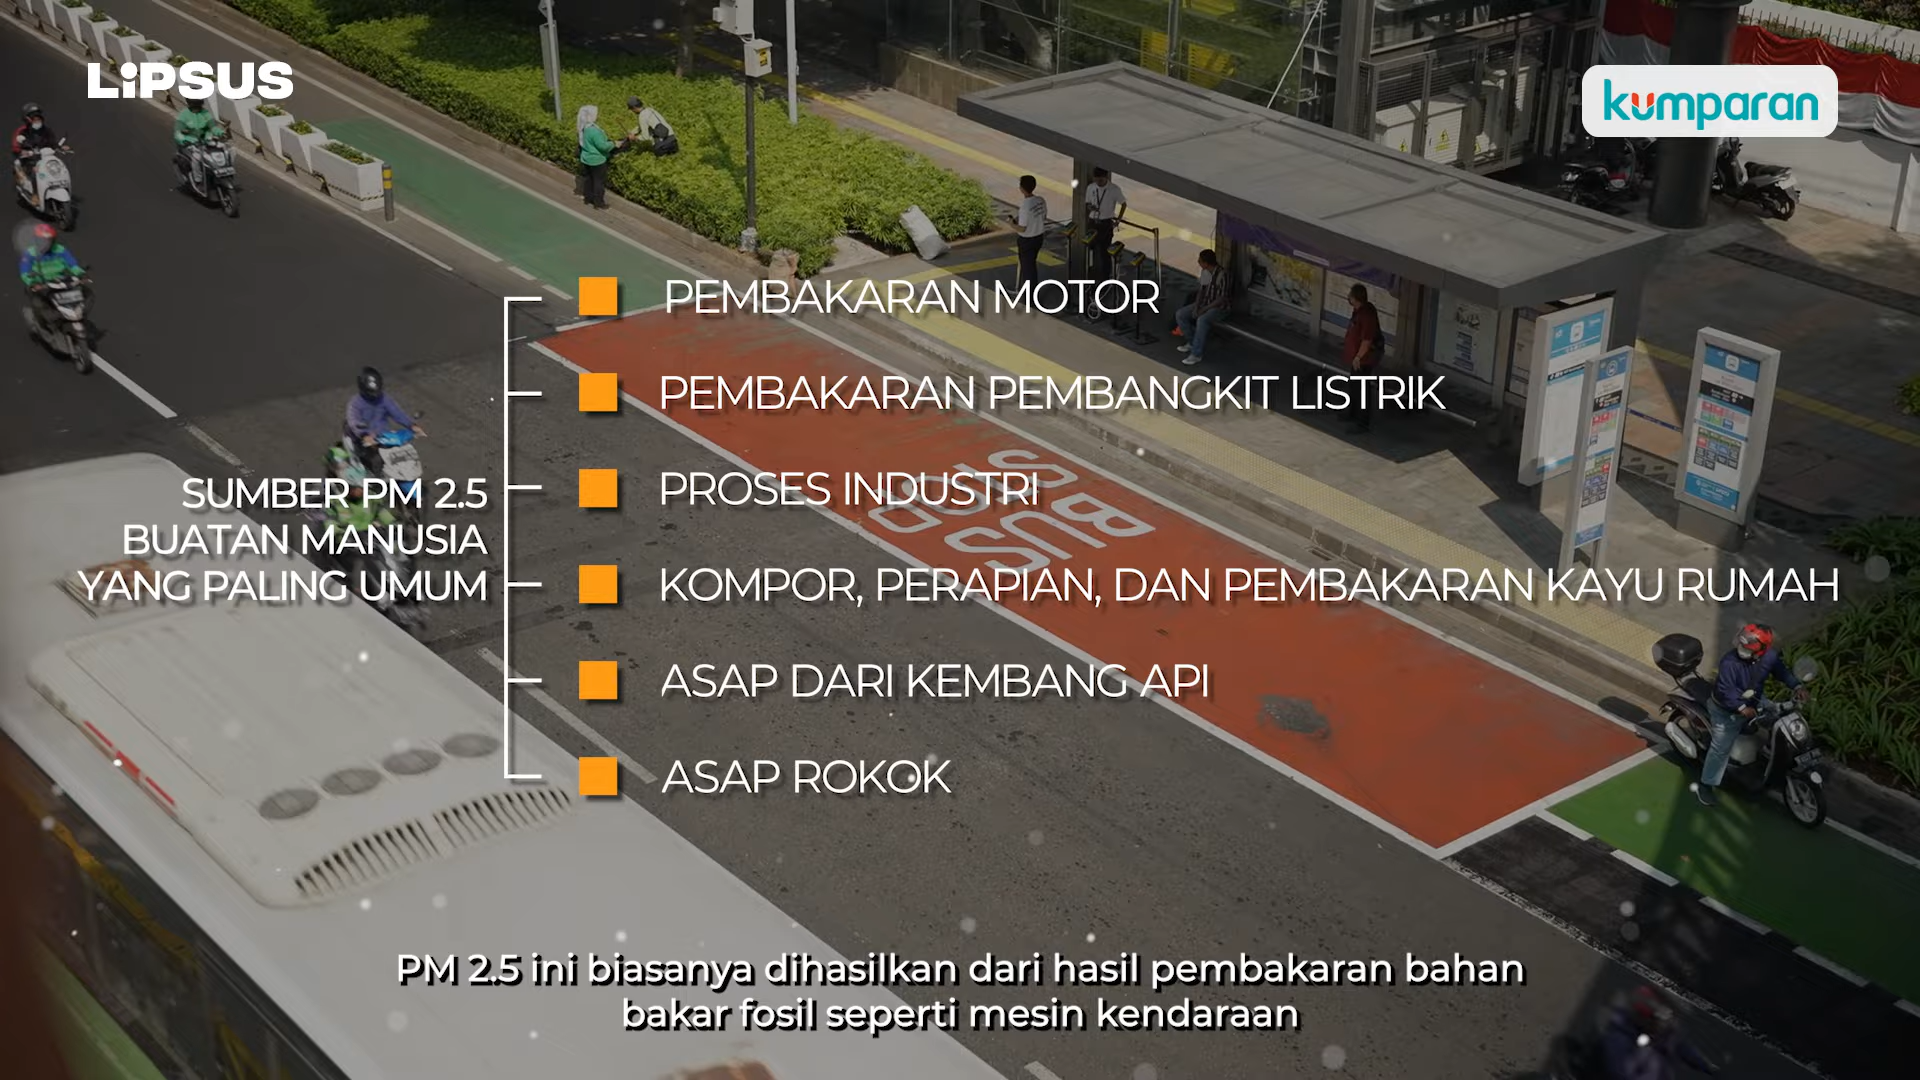 LiPSUS
kumparan
SUMBER PM 2.5
BUATAN MANUSIA
YANG PALING UMUM
PEMBAKARAN MOTOR
PEMBAKARAN PEMBANGKIT LISTRIK
PROSES INDUSTRI
KOMPOR, PERAPIAN, DAN PEMBAKARAN KAYU RUMAH
ASAP DARI KEMBANG API
ASAP ROKOK
BUS
PM 2.5 ini biasanya dihasilkan dari hasil pembakaran bahan
bakar fosil seperti mesin kendaraan